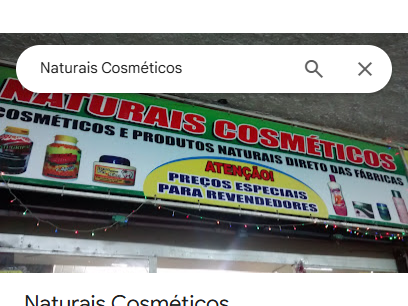 Naturais Cosméticos
NATURAIS COSMÉTICOS
COSMÉTICOS E PRODUTOS NATURAIS DIRETO DAS FÁBRICAS
ATENÇÃO!
PREÇOS ESPECIAIS
PARA REVENDEDORES
Naturais Cosméticos